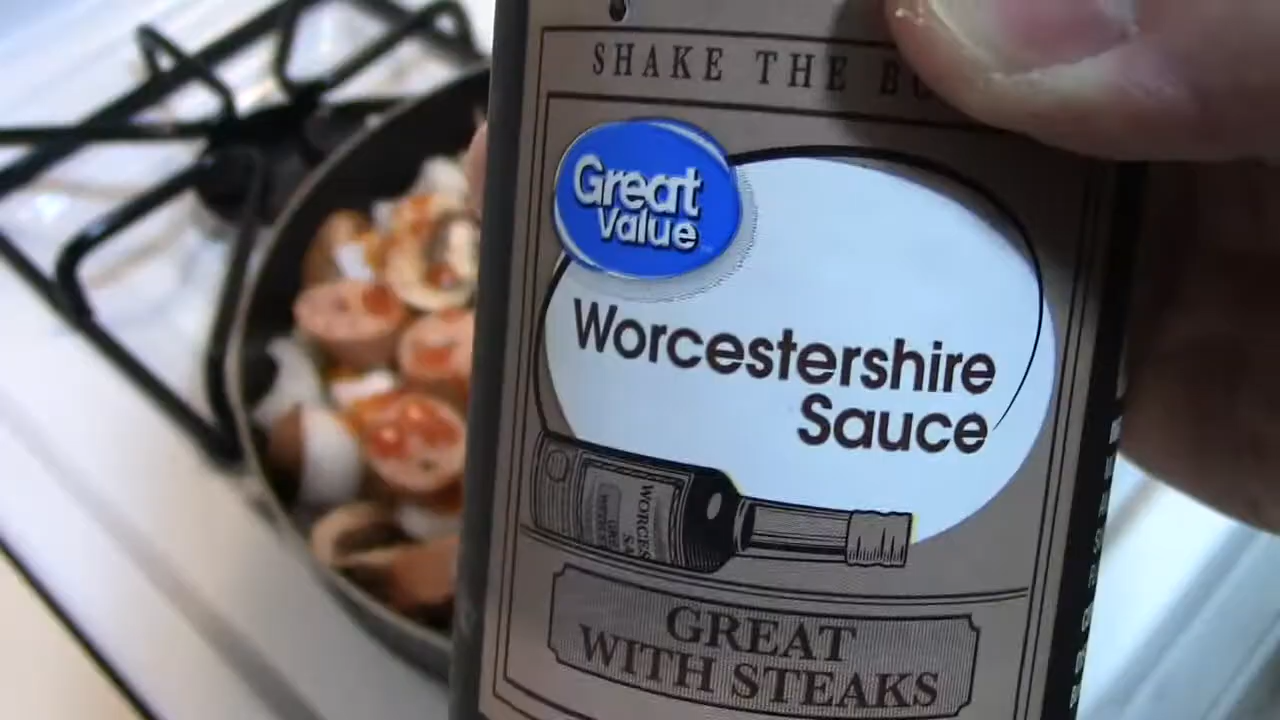 SHAKE THE
Great
Value
Worcestershire
Sauce
GREAT
WITH STEAKS